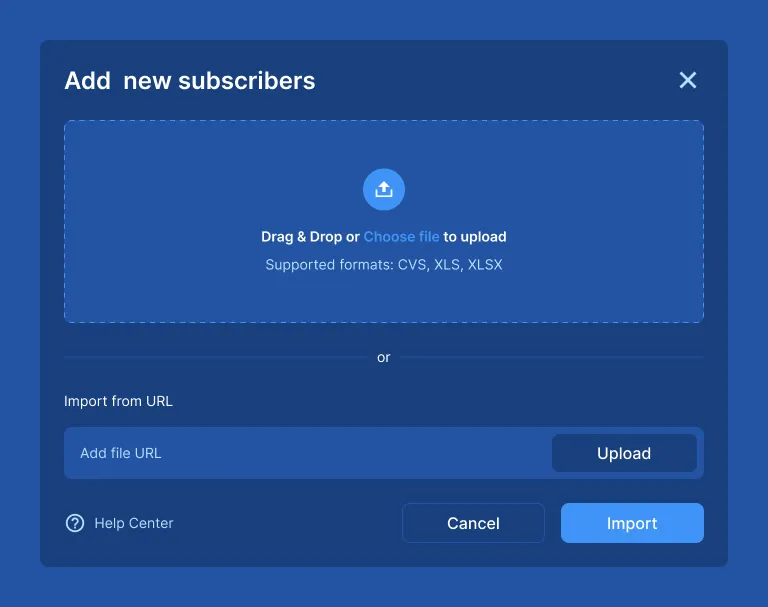 Add new subscribers
Drag & Drop or Choose file to upload
Supported formats: CVS, XLS, XLSX
or
Import from URL
Add file URL
Upload
Help Center
Cancel
Import